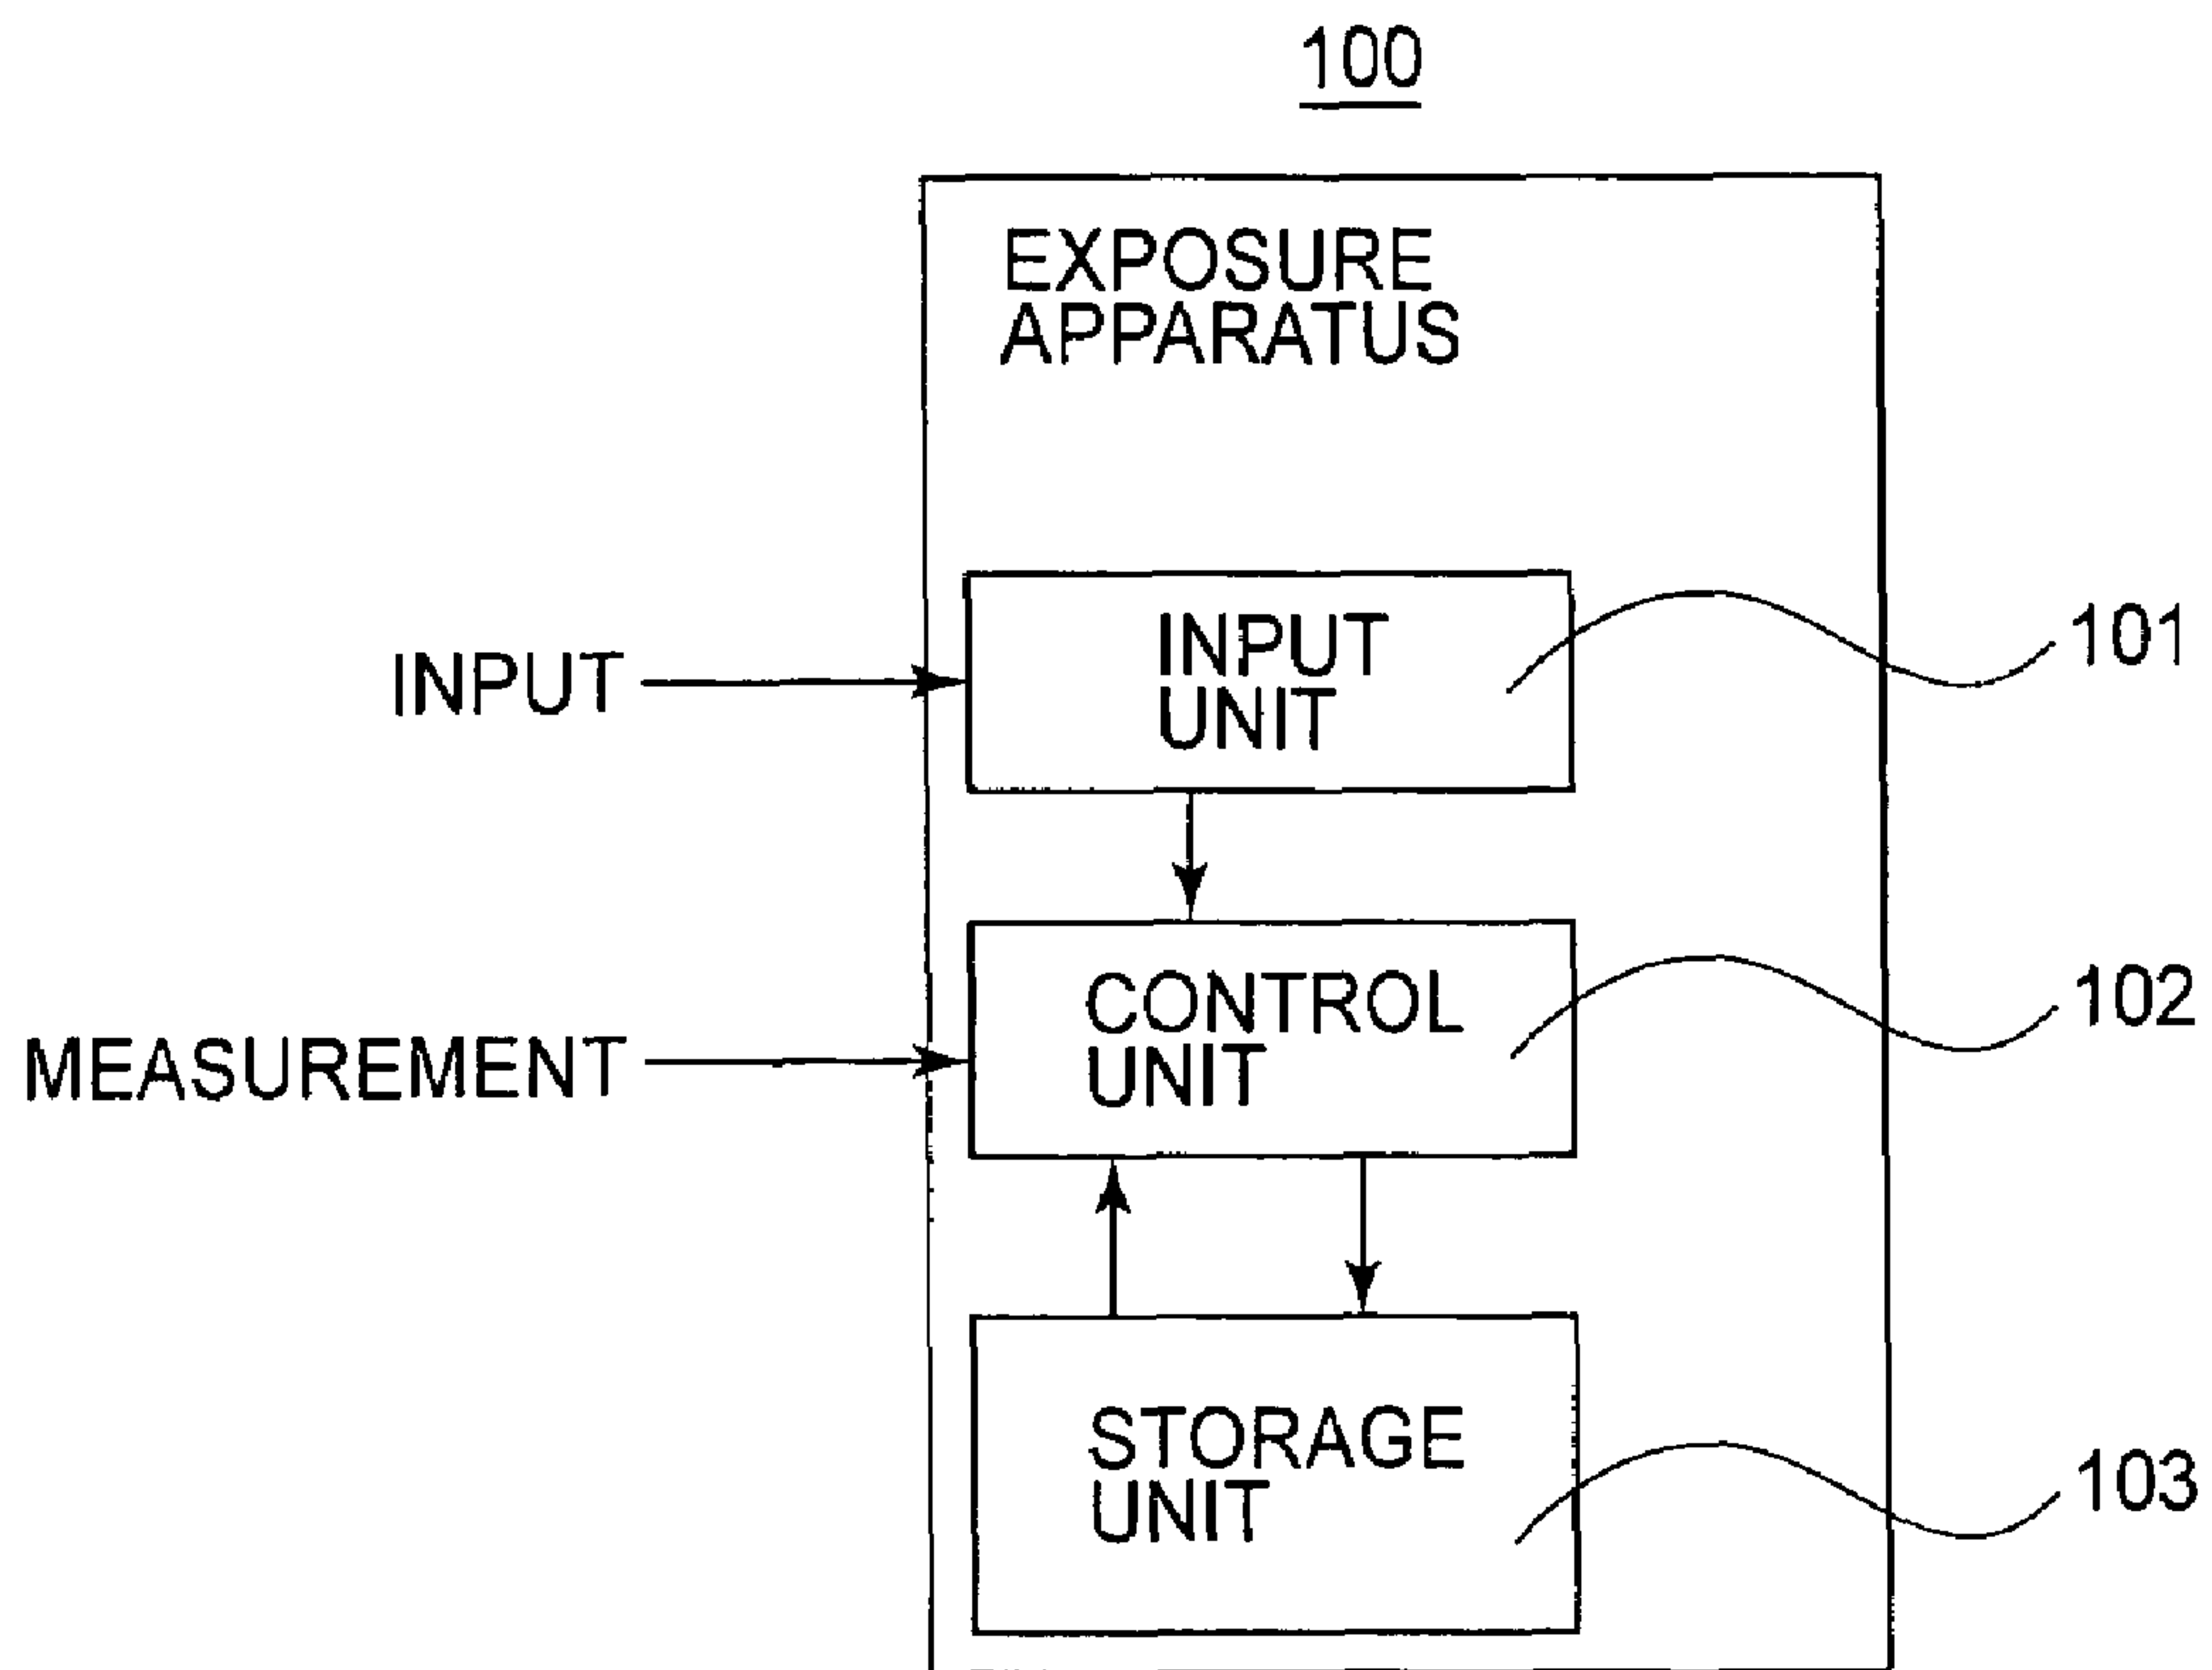 100
EXPOSURE
APPARATUS
INPUT
INPUT
UNIT
101
MEASUREMENT
CONTROL
UNIT
102
STORAGE
UNIT
103